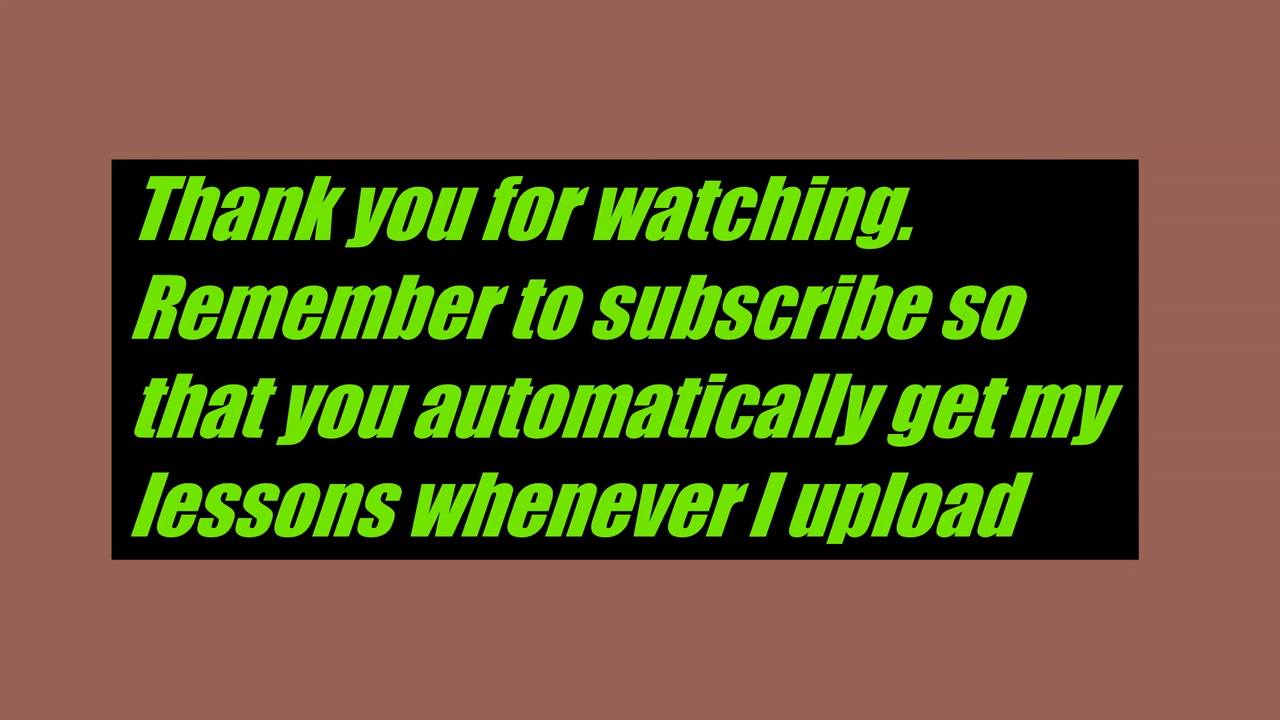 Thank you for watching.
Remember to subscribe so
that you automatically get my
lessons whenever I upload